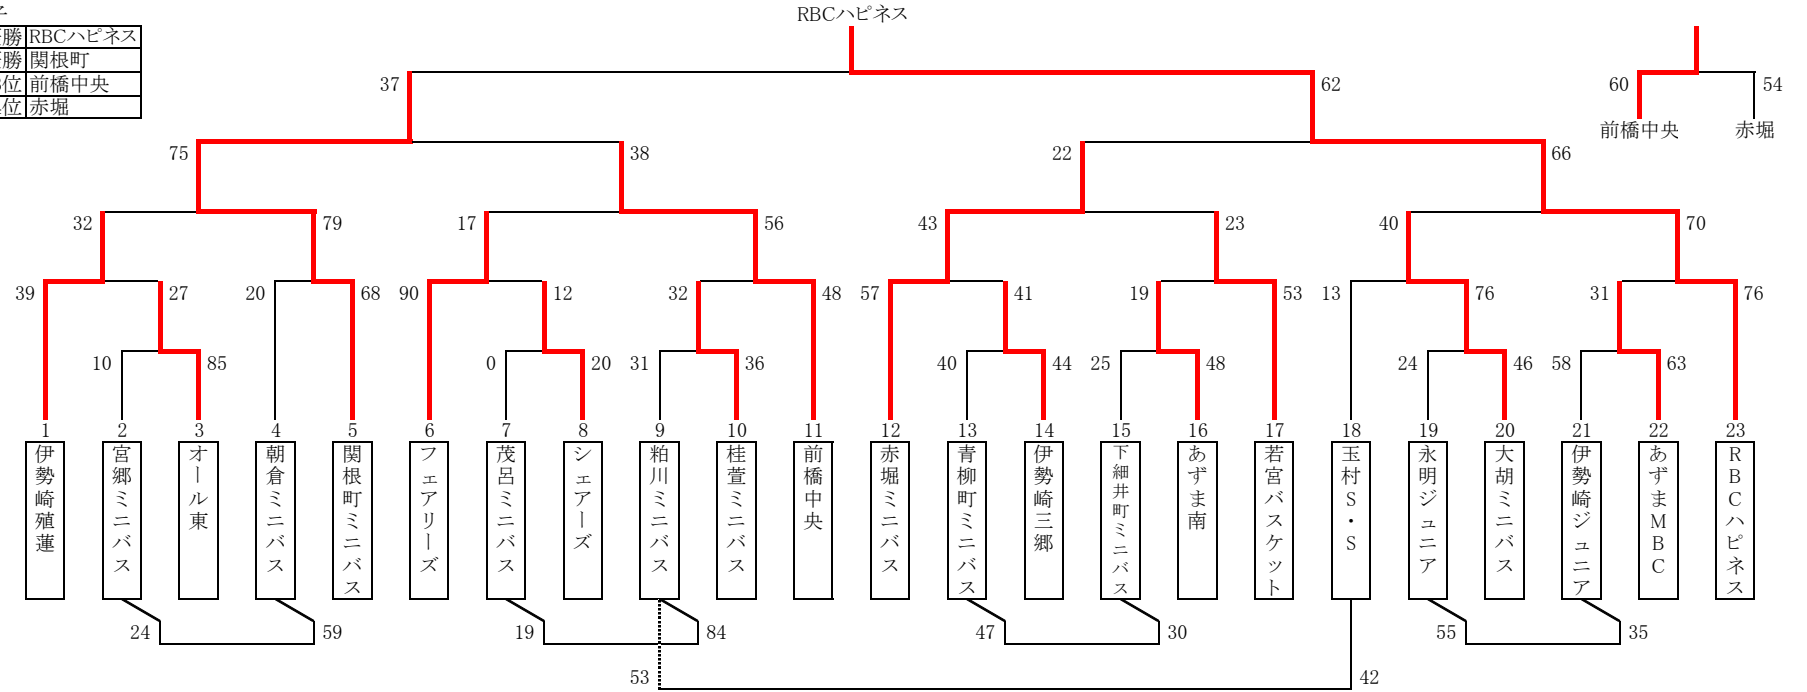 RBCハピネス
勝 RBCハピネス
勝 関根町
位 前橋中央
位 赤堀
37 62
60 54
前橋中央 赤堀
75 38 22 66
32 79 17 56 43 23 40 70
39 27 20 68 90 12 32 48 57 41 19 53 13 76 31 76
10 85 0 20 31 36 40 44 25 48 24 46 58 63
1 2 3 4 5 6 7 8 9 10 11 12 13 14 15 16 17 18 19 20 21 22 23
伊勢崎殖蓮
宮郷ミニバス
オール東
朝倉ミニバス
関根町ミニバス
フェアリーズ
茂呂ミニバス
シェアーズ
粕川ミニバス
桂萱ミニバス
前橋中央
赤堀ミニバス
青柳町ミニバス
伊勢崎三郷
下細井町ミニバス
あずま南
若宮バスケット
玉村S・S
永明ジュニア
大胡ミニバス
伊勢崎ジュニア
あずまMBC
RBCハピネス
24 59 19 84 47 30 55 35
53 42